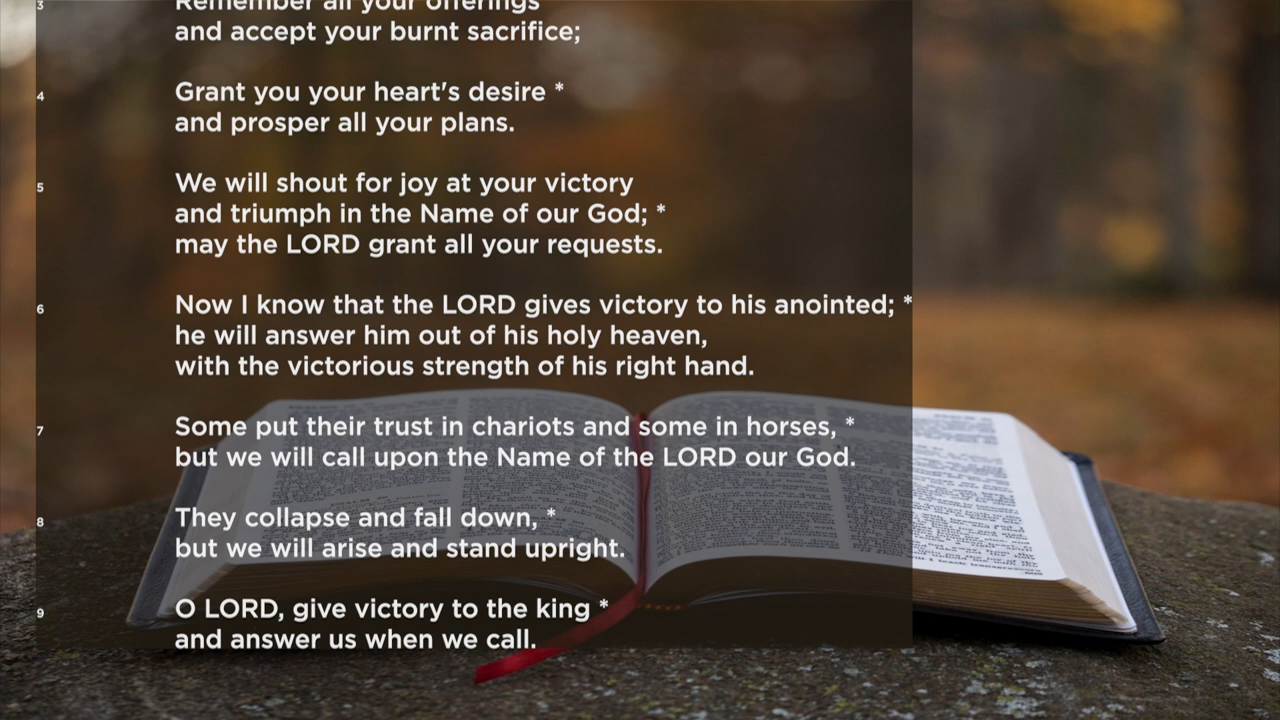 3 Remember all your offerings
and accept your burnt sacrifice;
4 Grant you your heart's desire *
and prosper all your plans.
5 We will shout for joy at your victory
and triumph in the Name of our God; *
may the LORD grant all your requests.
6 Now I know that the LORD gives victory to his anointed; *
he will answer him out of his holy heaven,
with the victorious strength of his right hand.
7 Some put their trust in chariots and some in horses, *
but we will call upon the Name of the LORD our God.
8 They collapse and fall down, *
but we will arise and stand upright.
9 O LORD, give victory to the king *
and answer us when we call.